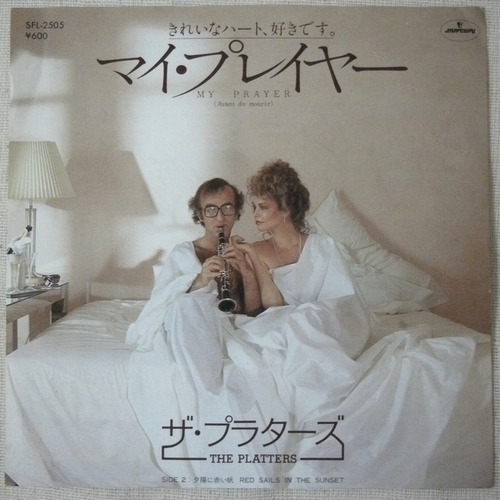 SFL-2505
¥600
mercury
きれいなハート、好きです。
マイ・プレイヤー
MY PRAYER
(Avant de mourir)
ザ・プラターズ
THE PLATTERS
SIDE 2：夕陽に赤い帆 RED SAILS IN THE SUNSET